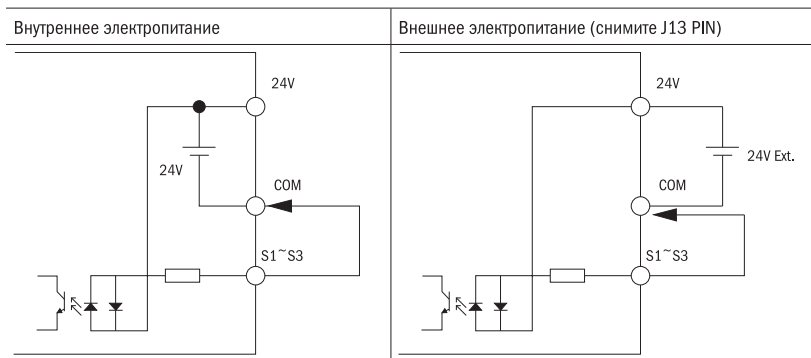 Внутреннее электропитание
Внешнее электропитание (снимите J13 PIN)
24V
24V
COM
S1~S3
24V
24V Ext.
COM
S1~S3